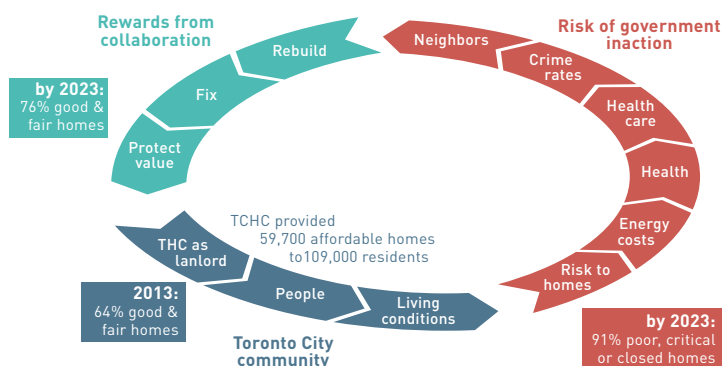 Rewards from
collaboration
Rebuild
Fix
Protect
value
by 2023:
76% good &
fair homes
Risk of government
inaction
Neighbors
Crime
rates
Health
care
Health
Energy
costs
Risk to
homes
by 2023:
91% poor, critical
or closed homes
TCHC provided
59,700 affordable homes
to109,000 residents
THC as
lanlord
People
Living
conditions
2013:
64% good &
fair homes
Toronto City
community